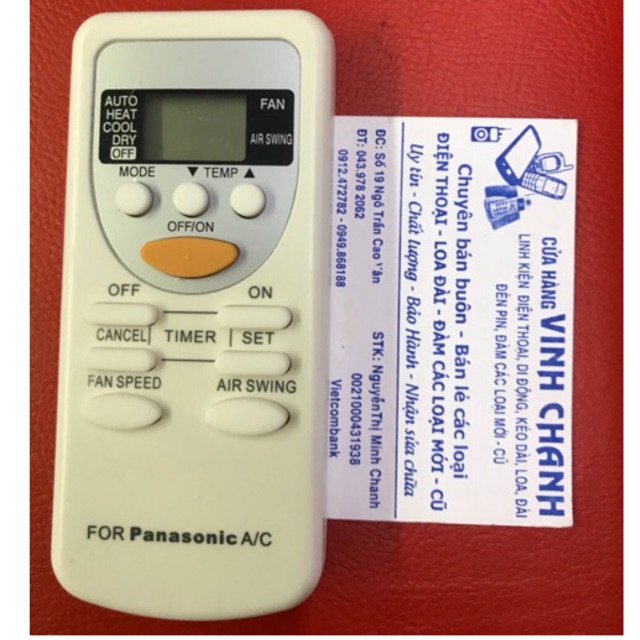 AUTO
HEAT
COOL
DRY
OFF
FAN
AIR SWING
MODE
▼ TEMP ▲
OFF/ON
OFF
ON
CANCEL TIMER SET
FAN SPEED
AIR SWING
FOR Panasonic A/C
CỬA HÀNG VINH CHANH
LINH KIỆN ĐIỆN THOẠI, DI ĐỘNG, KÉO DÀI, LOA, ĐÀI
ĐÈN PIN, ĐÀM CÁC LOẠI MỚI - CŨ
Chuyên bán buôn - Bán lẻ các loại
ĐIỆN THOẠI - LOA ĐÀI - ĐÀM CÁC LOẠI MỚI - CŨ
Uy tín - Chất lượng - Bảo Hành - Nhận sửa chữa
ĐC: Số 19 Ngõ Trần Cao Vân
ĐT: 043.978 2062
0912.472782 - 0949.868188
STK: Nguyễn Thị Minh Chanh
0021000431938
Vietcombank